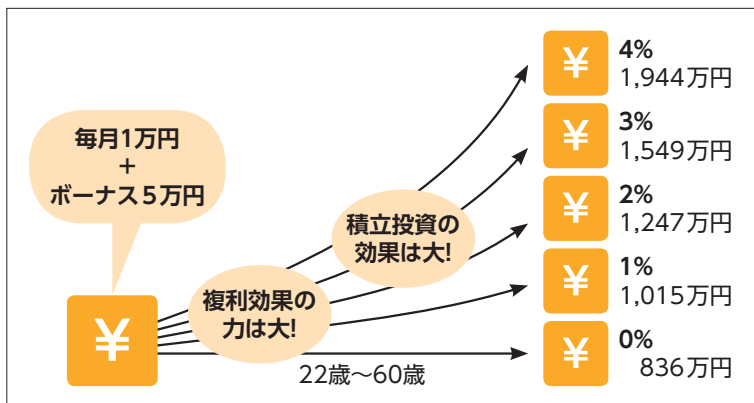 毎月1万円
+
ボーナス5万円
¥
複利効果の
力は大!
積立投資の
効果は大!
22歳～60歳
¥
4%
1,944万円
¥
3%
1,549万円
¥
2%
1,247万円
¥
1%
1,015万円
¥
0%
836万円